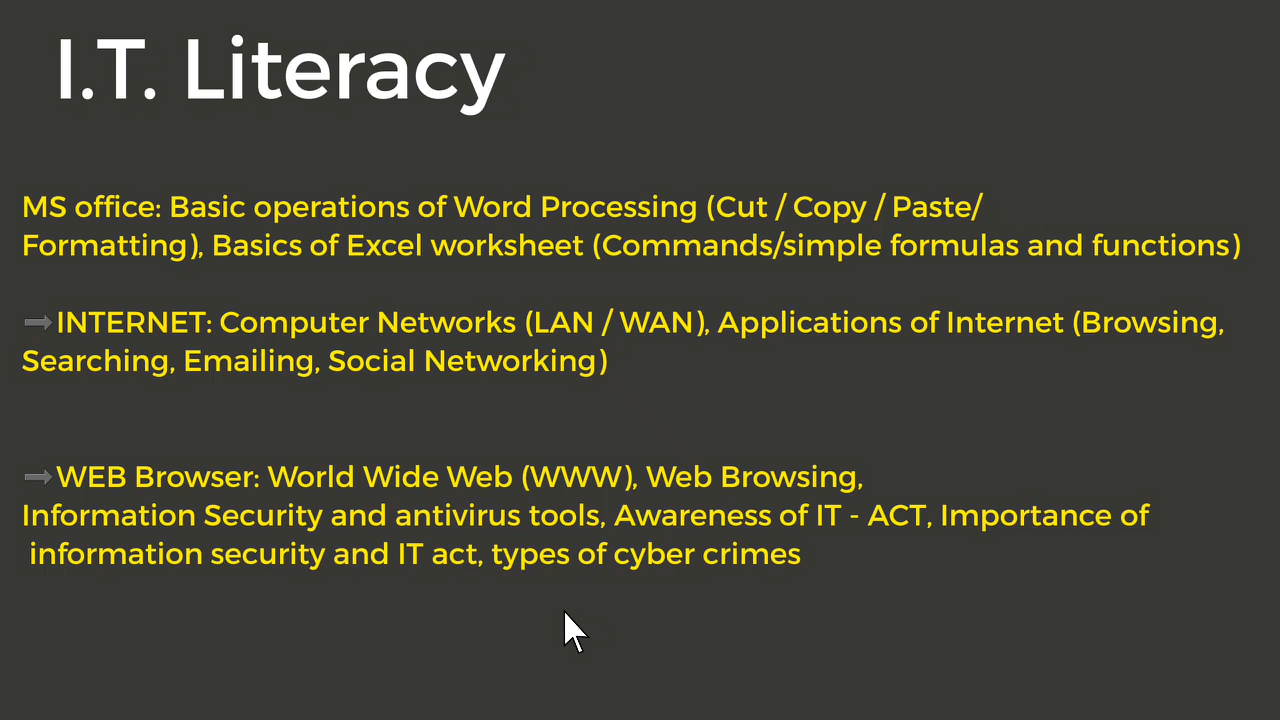 I.T. Literacy
MS office: Basic operations of Word Processing (Cut / Copy / Paste/
Formatting), Basics of Excel worksheet (Commands/simple formulas and functions)
➡INTERNET: Computer Networks (LAN / WAN), Applications of Internet (Browsing,
Searching, Emailing, Social Networking)
➡WEB Browser: World Wide Web (WWW), Web Browsing,
Information Security and antivirus tools, Awareness of IT - ACT, Importance of
information security and IT act, types of cyber crimes